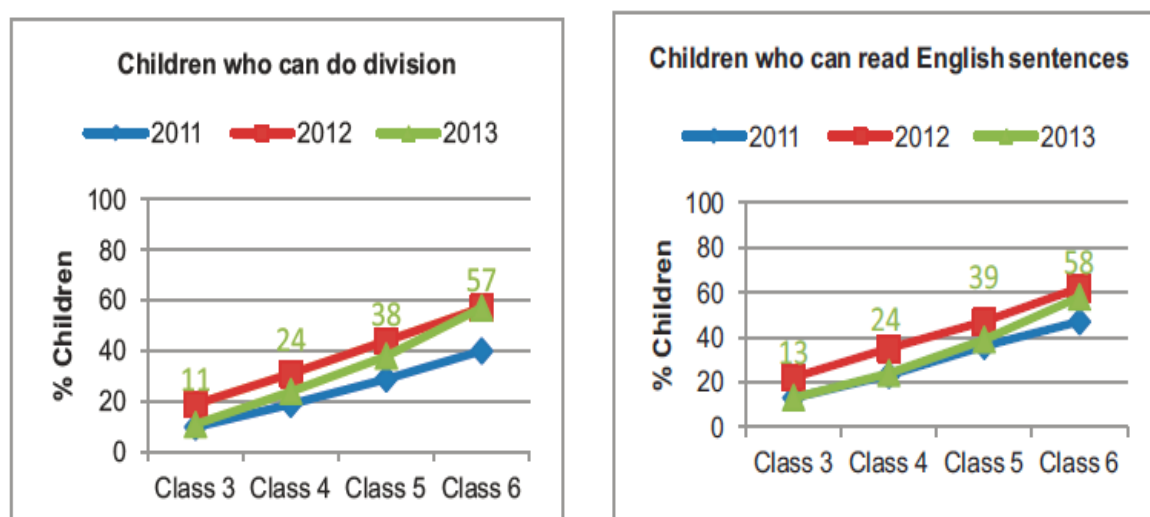 Children who can do division
2011 2012 2013
% Children
100
80
60
40
20
0
11
24
38
57
Class 3 Class 4 Class 5 Class 6
Children who can read English sentences
2011 2012 2013
% Children
100
80
60
40
20
0
13
24
39
58
Class 3 Class 4 Class 5 Class 6